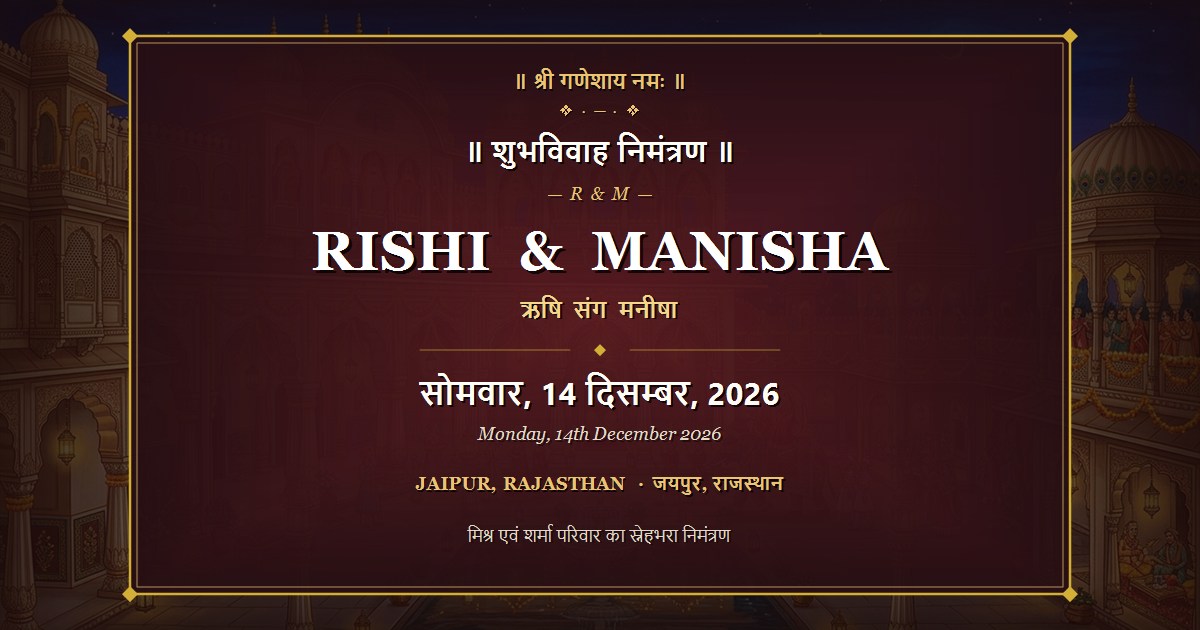 ॥ श्री गणेशाय नमः ॥
॥ शुभविवाह निमंत्रण ॥
— R & M —
RISHI & MANISHA
ऋषि संग मनीषा
सोमवार, 14 दिसम्बर, 2026
Monday, 14th December 2026
JAIPUR, RAJASTHAN · जयपुर, राजस्थान
मिश्र एवं शर्मा परिवार का स्नेहभरा निमंत्रण